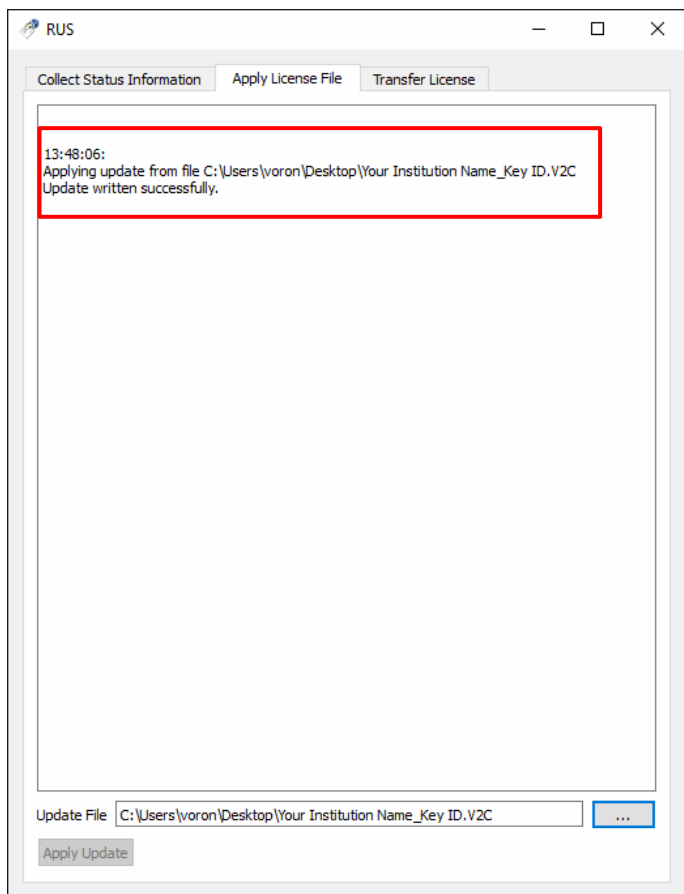 RUS
Collect Status Information Apply License File Transfer License
13:48:06:
Applying update from file C:\Users\voron\Desktop\Your Institution Name_Key ID.V2C
Update written successfully.
Update File C:\Users\voron\Desktop\Your Institution Name_Key ID.V2C ...
Apply Update